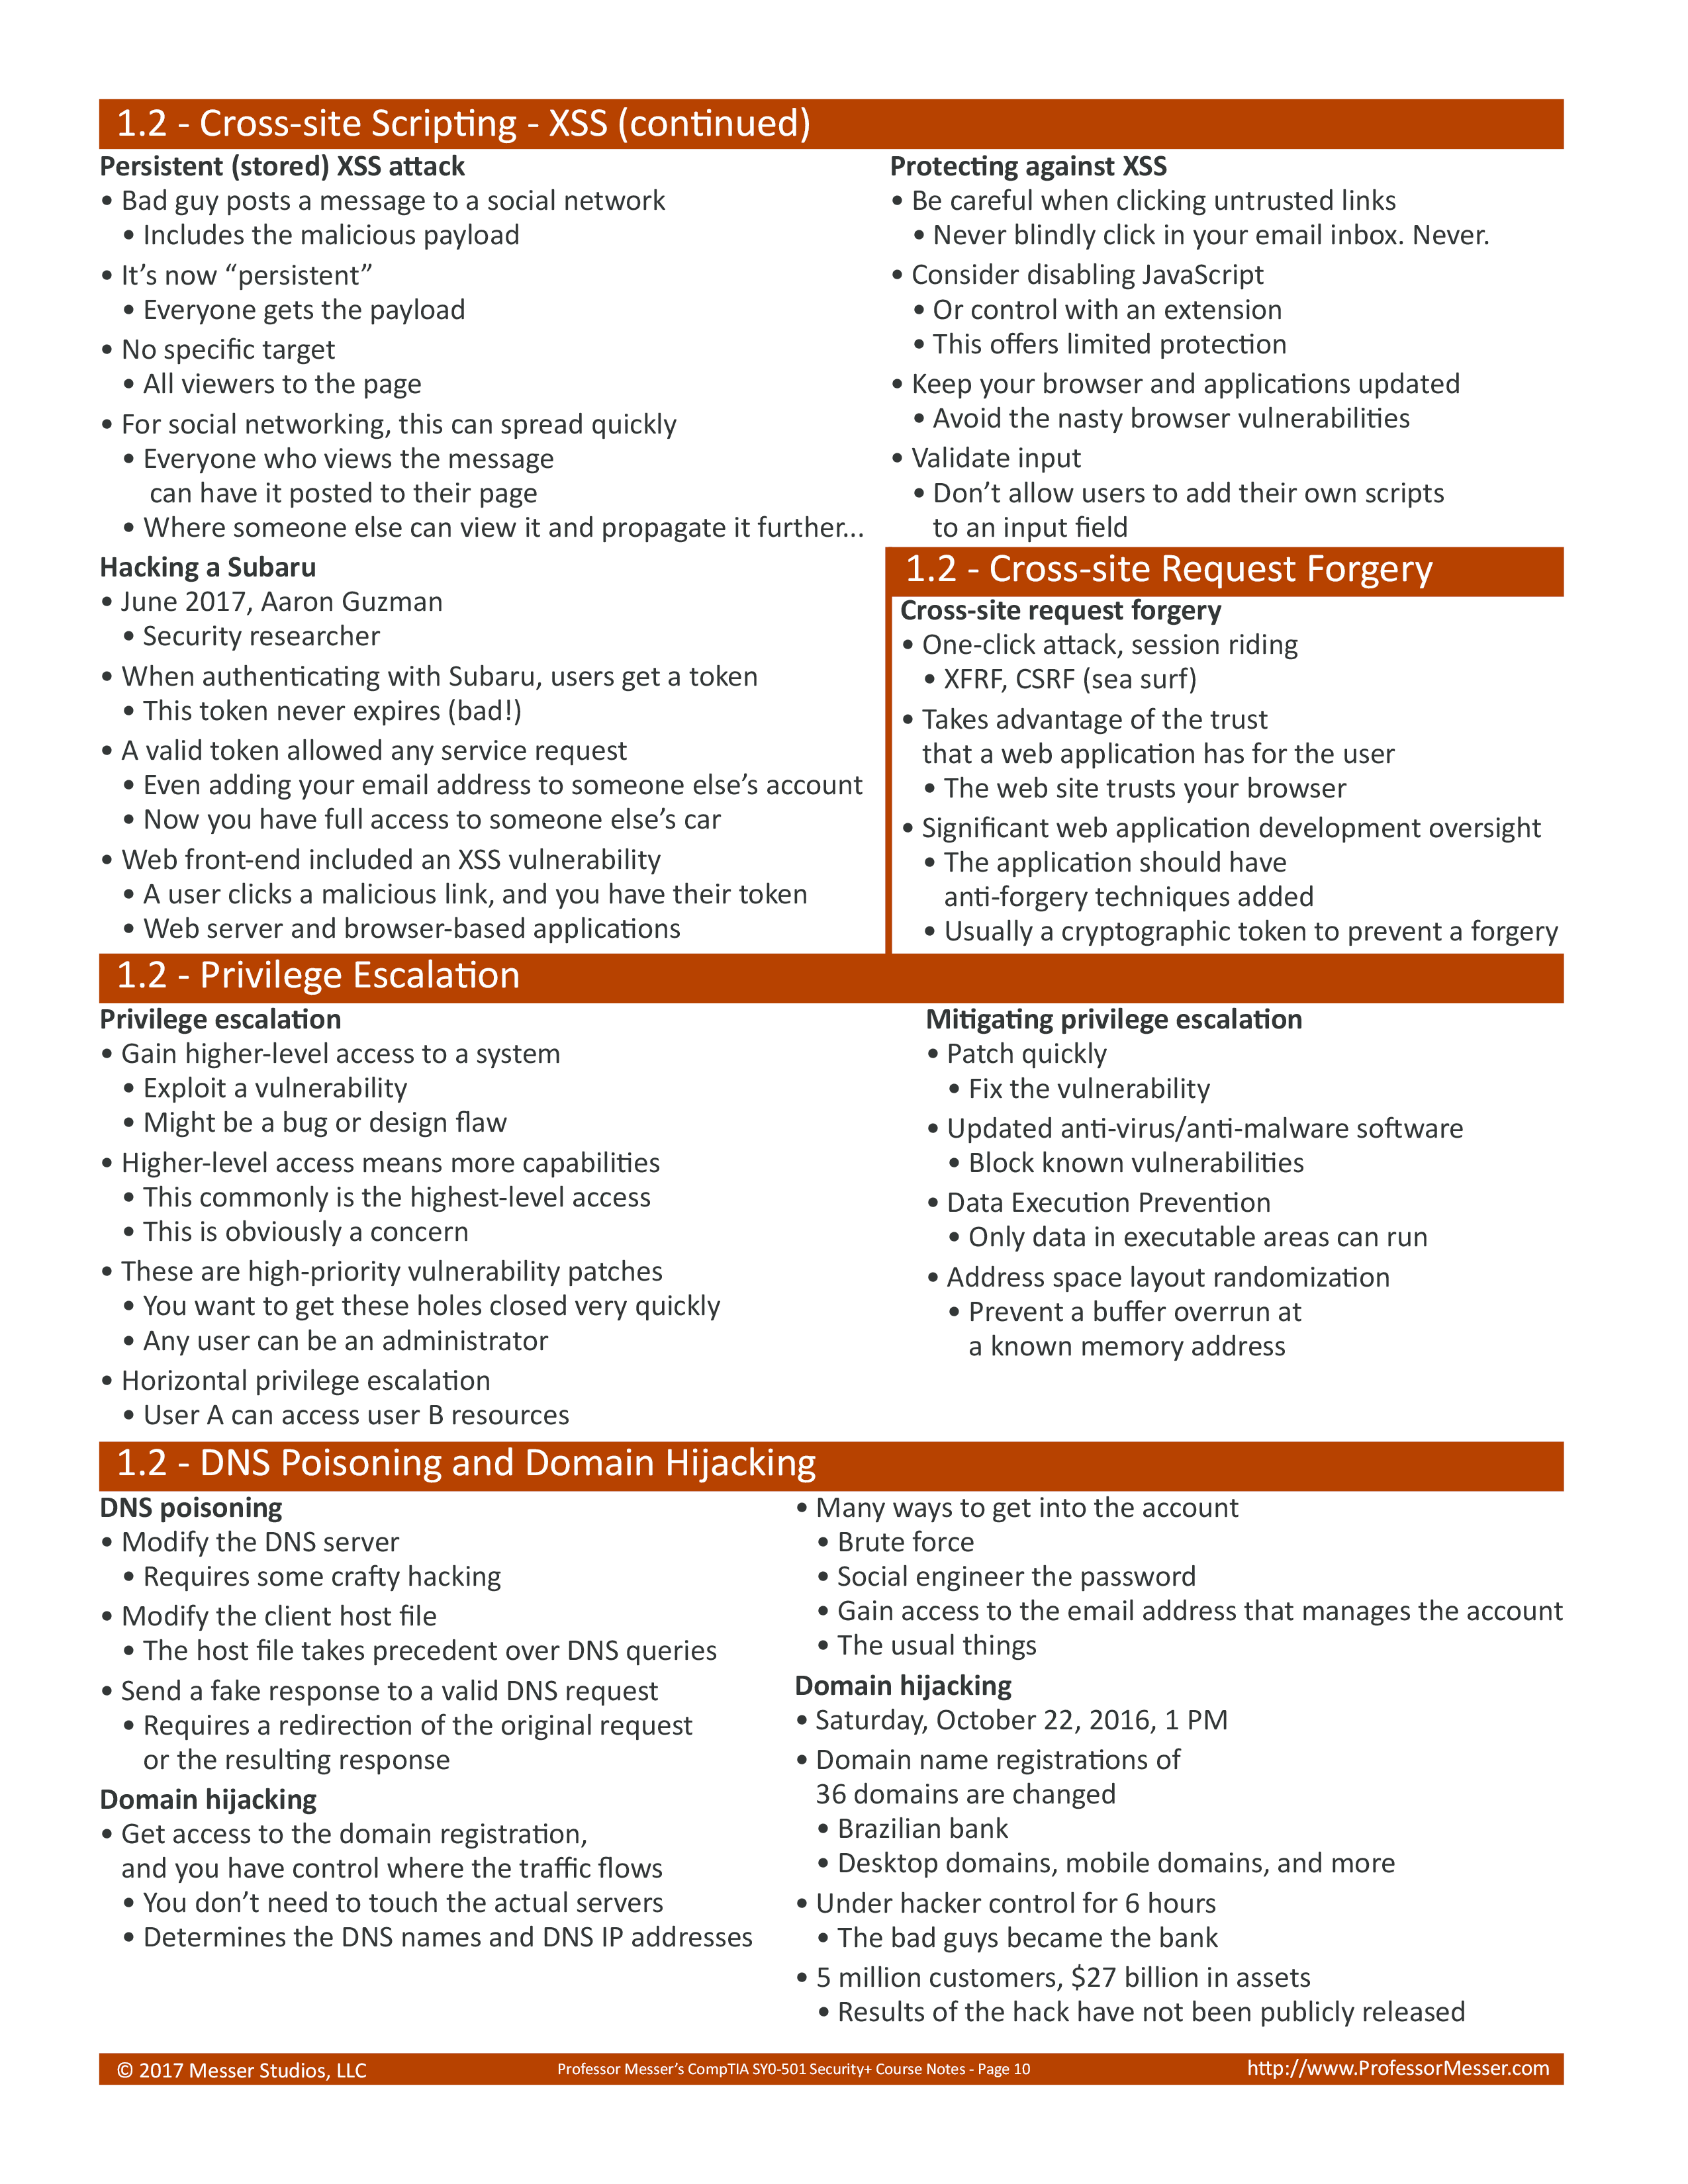 1.2 - Cross-site Scripting - XSS (continued)
Persistent (stored) XSS attack
• Bad guy posts a message to a social network
• Includes the malicious payload
• It’s now “persistent”
• Everyone gets the payload
• No specific target
• All viewers to the page
• For social networking, this can spread quickly
• Everyone who views the message
can have it posted to their page
• Where someone else can view it and propagate it further...
Hacking a Subaru
• June 2017, Aaron Guzman
• Security researcher
• When authenticating with Subaru, users get a token
• This token never expires (bad!)
• A valid token allowed any service request
• Even adding your email address to someone else’s account
• Now you have full access to someone else’s car
• Web front-end included an XSS vulnerability
• A user clicks a malicious link, and you have their token
• Web server and browser-based applications
Protecting against XSS
• Be careful when clicking untrusted links
• Never blindly click in your email inbox. Never.
• Consider disabling JavaScript
• Or control with an extension
• This offers limited protection
• Keep your browser and applications updated
• Avoid the nasty browser vulnerabilities
• Validate input
• Don’t allow users to add their own scripts
to an input field
1.2 - Cross-site Request Forgery
Cross-site request forgery
• One-click attack, session riding
• XFRF, CSRF (sea surf)
• Takes advantage of the trust
that a web application has for the user
• The web site trusts your browser
• Significant web application development oversight
• The application should have
anti-forgery techniques added
• Usually a cryptographic token to prevent a forgery
1.2 - Privilege Escalation
Privilege escalation
• Gain higher-level access to a system
• Exploit a vulnerability
• Might be a bug or design flaw
• Higher-level access means more capabilities
• This commonly is the highest-level access
• This is obviously a concern
• These are high-priority vulnerability patches
• You want to get these holes closed very quickly
• Any user can be an administrator
• Horizontal privilege escalation
• User A can access user B resources
Mitigating privilege escalation
• Patch quickly
• Fix the vulnerability
• Updated anti-virus/anti-malware software
• Block known vulnerabilities
• Data Execution Prevention
• Only data in executable areas can run
• Address space layout randomization
• Prevent a buffer overrun at
a known memory address
1.2 - DNS Poisoning and Domain Hijacking
DNS poisoning
• Modify the DNS server
• Requires some crafty hacking
• Modify the client host file
• The host file takes precedent over DNS queries
• Send a fake response to a valid DNS request
• Requires a redirection of the original request
or the resulting response
Domain hijacking
• Get access to the domain registration,
and you have control where the traffic flows
• You don’t need to touch the actual servers
• Determines the DNS names and DNS IP addresses
• Many ways to get into the account
• Brute force
• Social engineer the password
• Gain access to the email address that manages the account
• The usual things
Domain hijacking
• Saturday, October 22, 2016, 1 PM
• Domain name registrations of
36 domains are changed
• Brazilian bank
• Desktop domains, mobile domains, and more
• Under hacker control for 6 hours
• The bad guys became the bank
• 5 million customers, $27 billion in assets
• Results of the hack have not been publicly released
© 2017 Messer Studios, LLC
Professor Messer’s CompTIA SY0-501 Security+ Course Notes - Page 10
http://www.ProfessorMesser.com